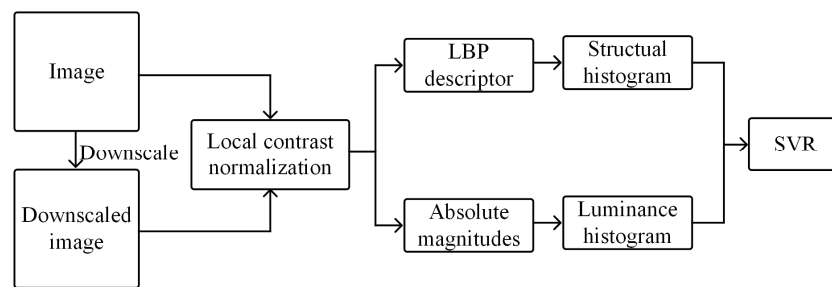 Image
Downscale
Downscaled
image
Local contrast
normalization
LBP
descriptor
Structual
histogram
Absolute
magnitudes
Luminance
histogram
SVR